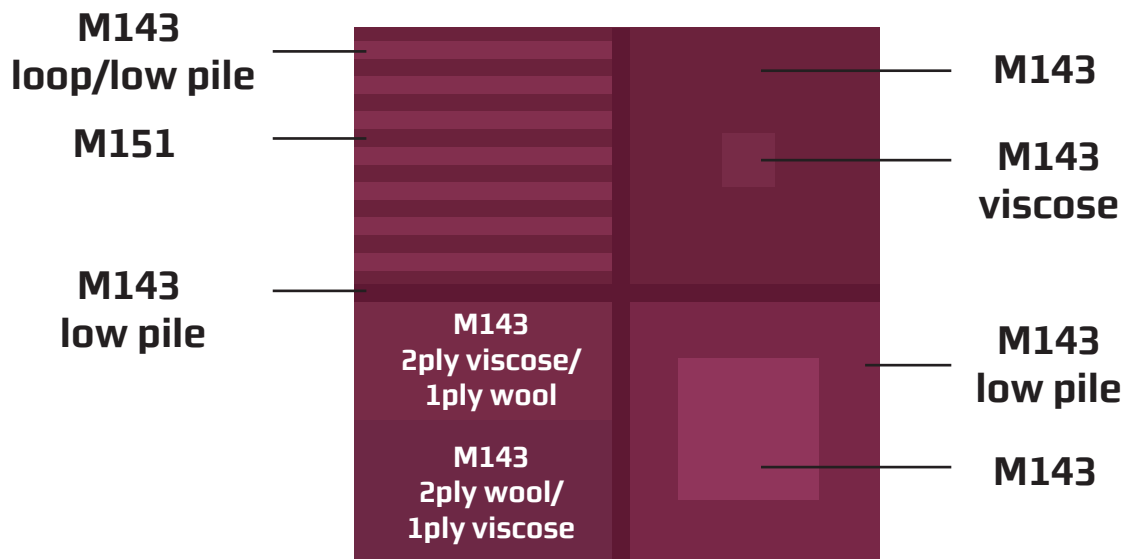 M143
loop/low pile
M151
M143
low pile
M143
2ply viscose/
1ply wool
M143
2ply wool/
1ply viscose
M143
M143
viscose
M143
low pile
M143